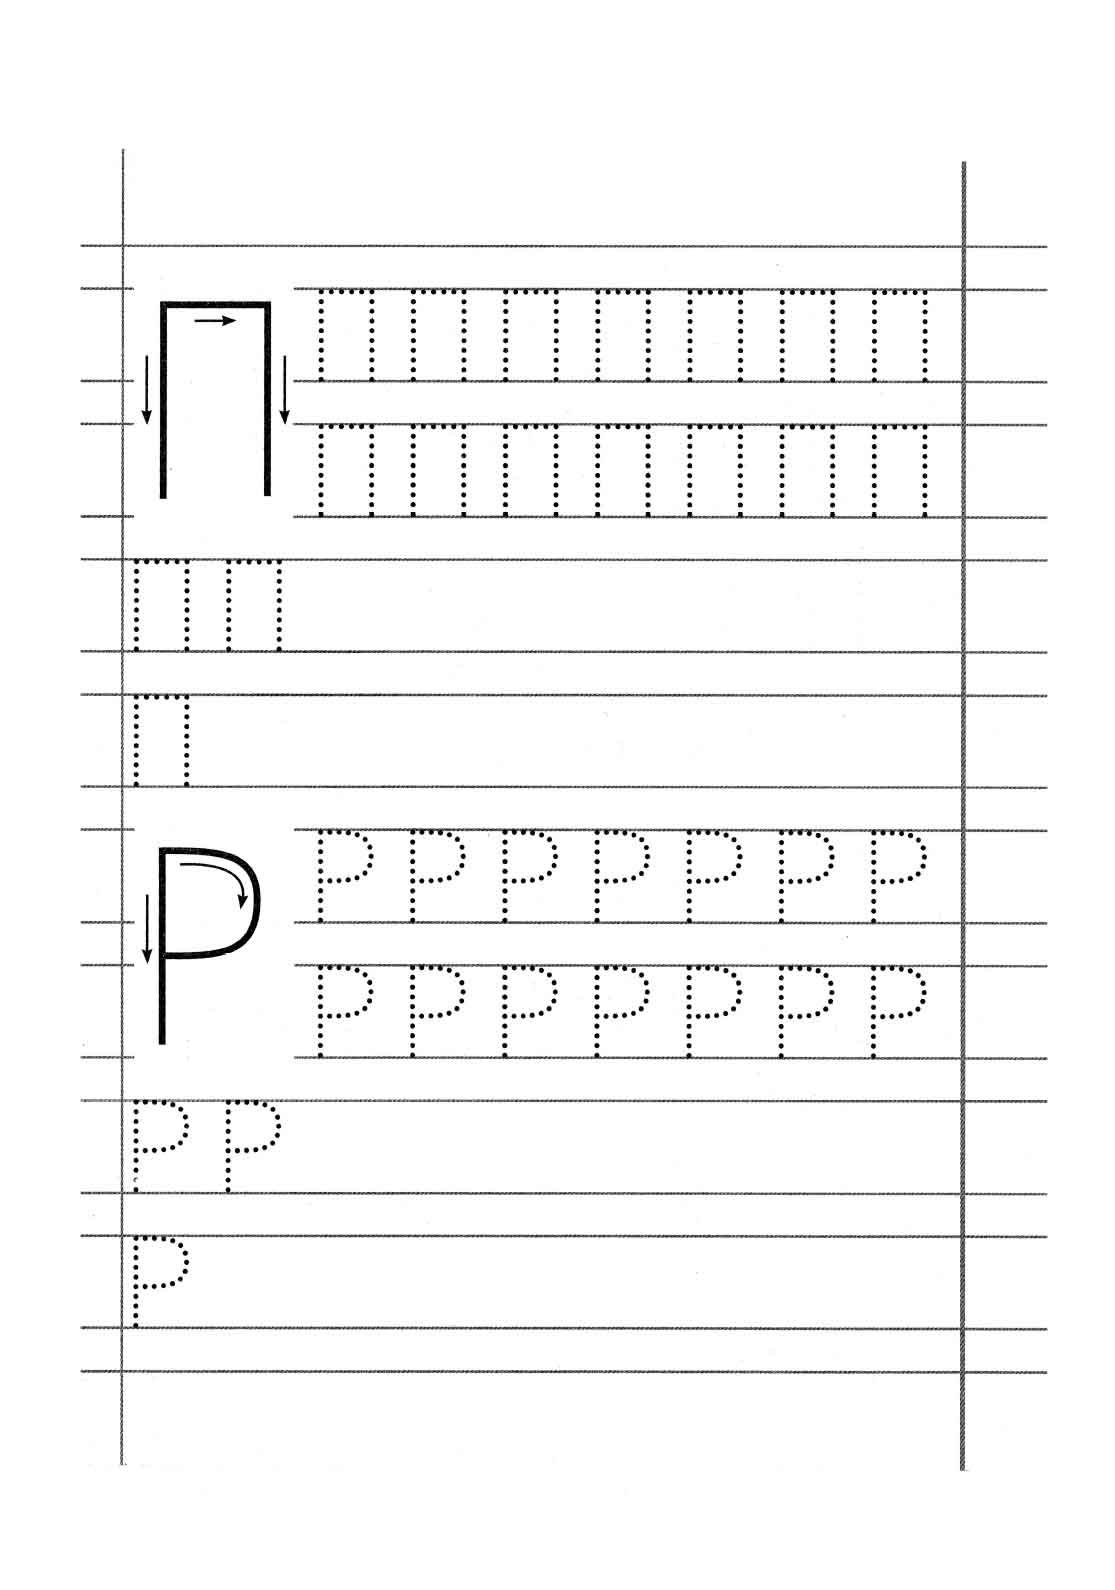 П П П П П П П П
П П П П П П П
П П
П
Р Р Р Р Р Р Р Р
Р Р Р Р Р Р Р
Р Р
Р